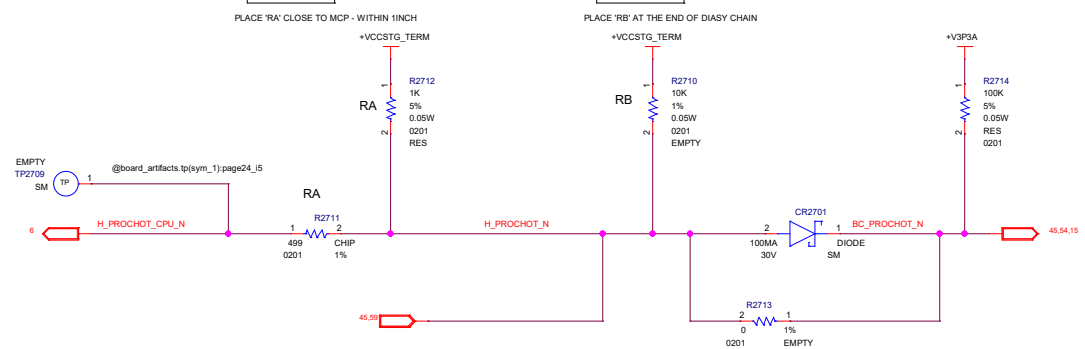 PLACE 'RA' CLOSE TO MCP - WITHIN 1INCH
PLACE 'RB' AT THE END OF DIASY CHAIN
+VCCSTG_TERM
+VCCSTG_TERM
+V3P3A
1
R2712
1K
5%
0.05W
0201
RES
2
RA
1
R2710
10K
1%
0.05W
0201
EMPTY
2
RB
1
R2714
100K
5%
0.05W
RES
0201
2
EMPTY
TP2709
SM
TP
1
@board_artifacts.tp(sym_1):page24_i5
RA
6
H_PROCHOT_CPU_N
1
R2711
2
499
CHIP
0201
1%
H_PROCHOT_N
2
CR2701
1
100MA
DIODE
30V
SM
BC_PROCHOT_N
45,54,15
45,59
R2713
2
1
0
1%
0201
EMPTY